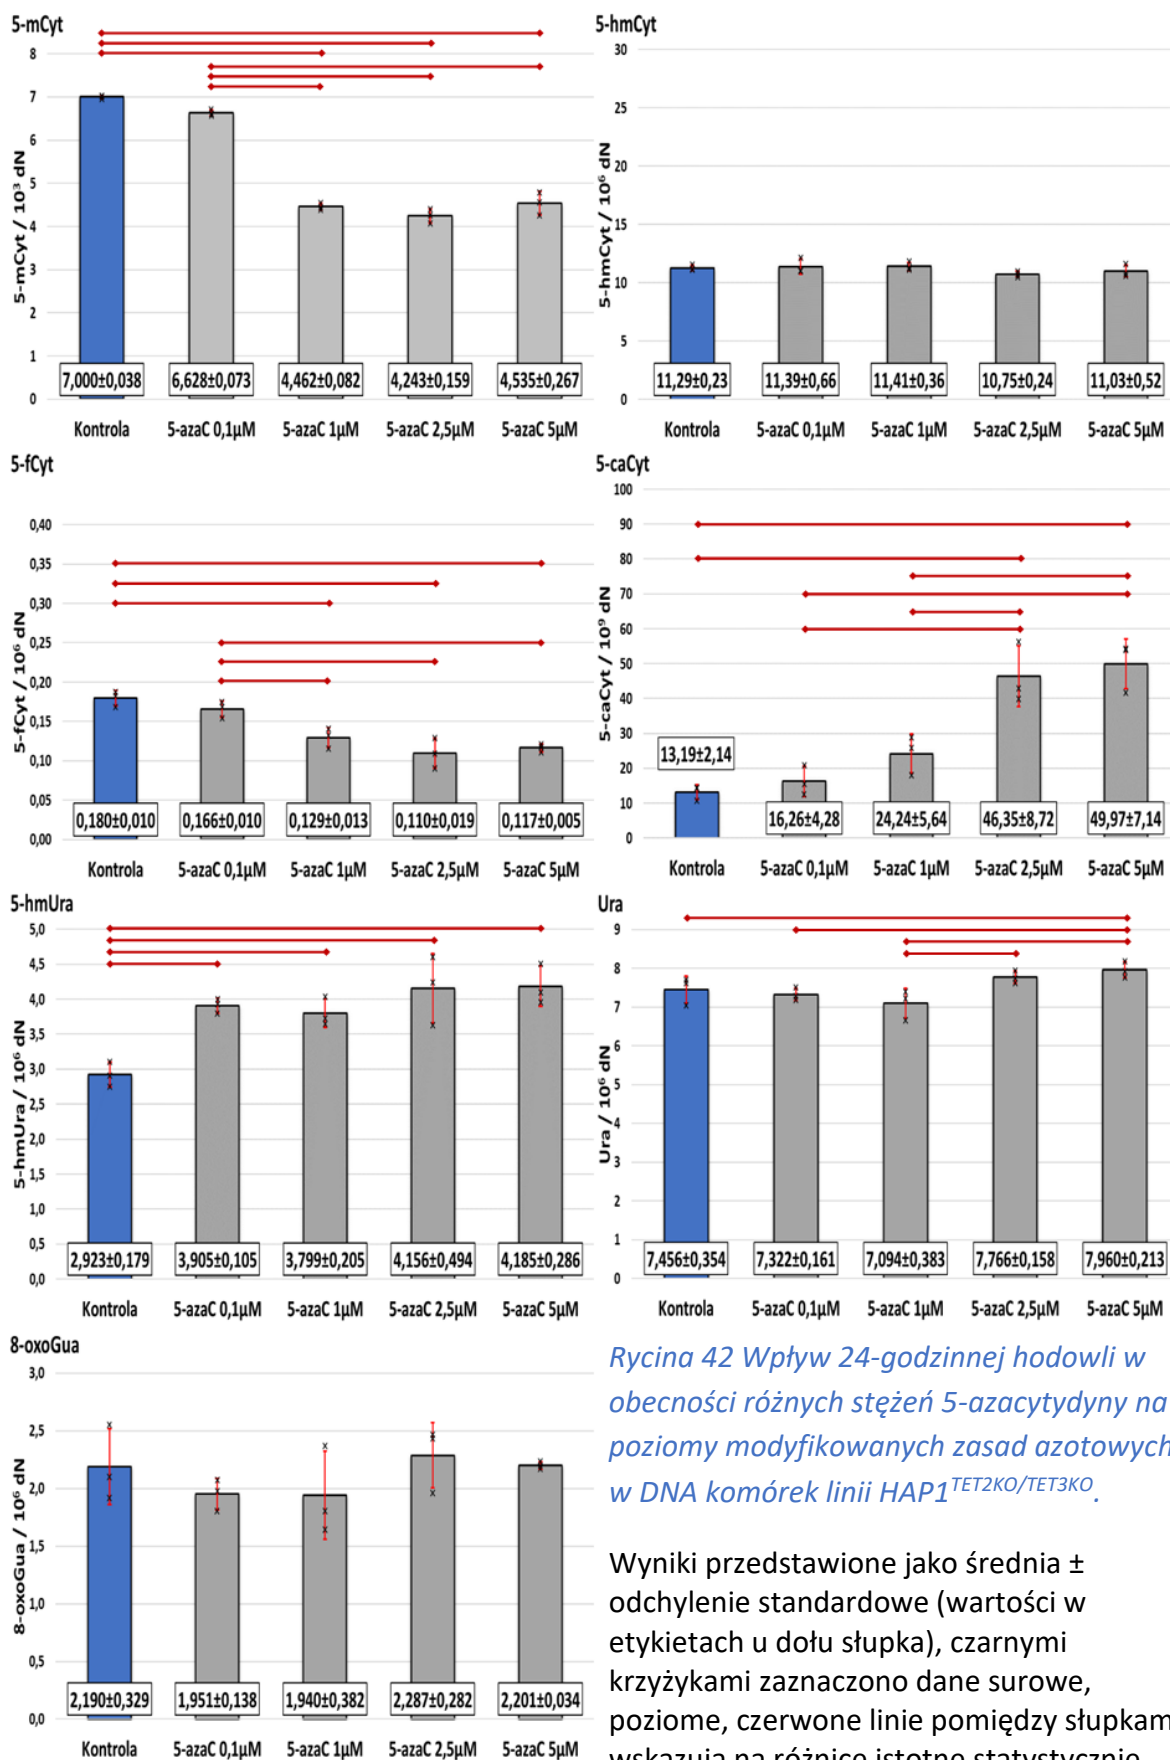 5-mCyt
5-mCyt / 10³ dN
8
7
6
5
4
3
2
1
0
7,000±0,038 6,628±0,073 4,462±0,082 4,243±0,159 4,535±0,267
Kontrola 5-azaC 0,1µM 5-azaC 1µM 5-azaC 2,5µM 5-azaC 5µM
5-hmCyt
5-hmCyt / 10⁶ dN
30
25
20
15
10
5
0
11,29±0,23 11,39±0,66 11,41±0,36 10,75±0,24 11,03±0,52
Kontrola 5-azaC 0,1µM 5-azaC 1µM 5-azaC 2,5µM 5-azaC 5µM
5-fCyt
5-fCyt / 10⁶ dN
0,40
0,35
0,30
0,25
0,20
0,15
0,10
0,05
0,00
0,180±0,010 0,166±0,010 0,129±0,013 0,110±0,019 0,117±0,005
Kontrola 5-azaC 0,1µM 5-azaC 1µM 5-azaC 2,5µM 5-azaC 5µM
5-caCyt
5-caCyt / 10⁹ dN
100
90
80
70
60
50
40
30
20
10
0
13,19±2,14 16,26±4,28 24,24±5,64 46,35±8,72 49,97±7,14
Kontrola 5-azaC 0,1µM 5-azaC 1µM 5-azaC 2,5µM 5-azaC 5µM
5-hmUra
5-hmUra / 10⁶ dN
5,0
4,5
4,0
3,5
3,0
2,5
2,0
1,5
1,0
0,5
0,0
2,923±0,179 3,905±0,105 3,799±0,205 4,156±0,494 4,185±0,286
Kontrola 5-azaC 0,1µM 5-azaC 1µM 5-azaC 2,5µM 5-azaC 5µM
Ura
Ura / 10⁶ dN
9
8
7
6
5
4
3
2
1
0
7,456±0,354 7,322±0,161 7,094±0,383 7,766±0,158 7,960±0,213
Kontrola 5-azaC 0,1µM 5-azaC 1µM 5-azaC 2,5µM 5-azaC 5µM
8-oxoGua
8-oxoGua / 10⁶ dN
3,0
2,5
2,0
1,5
1,0
0,5
0,0
2,190±0,329 1,951±0,138 1,940±0,382 2,287±0,282 2,201±0,034
Kontrola 5-azaC 0,1µM 5-azaC 1µM 5-azaC 2,5µM 5-azaC 5µM
Rycina 42 Wpływ 24-godzinnej hodowli w
obecności różnych stężeń 5-azacytydyny na
poziomy modyfikowanych zasad azotowych
w DNA komórek linii HAP1^TET2KO/TET3KO.
Wyniki przedstawione jako średnia ±
odchylenie standardowe (wartości w
etykietach u dołu słupka), czarnymi
krzyżykami zaznaczono dane surowe,
poziome, czerwone linie pomiędzy słupkam
wskazują na różnice istotne statystycznie